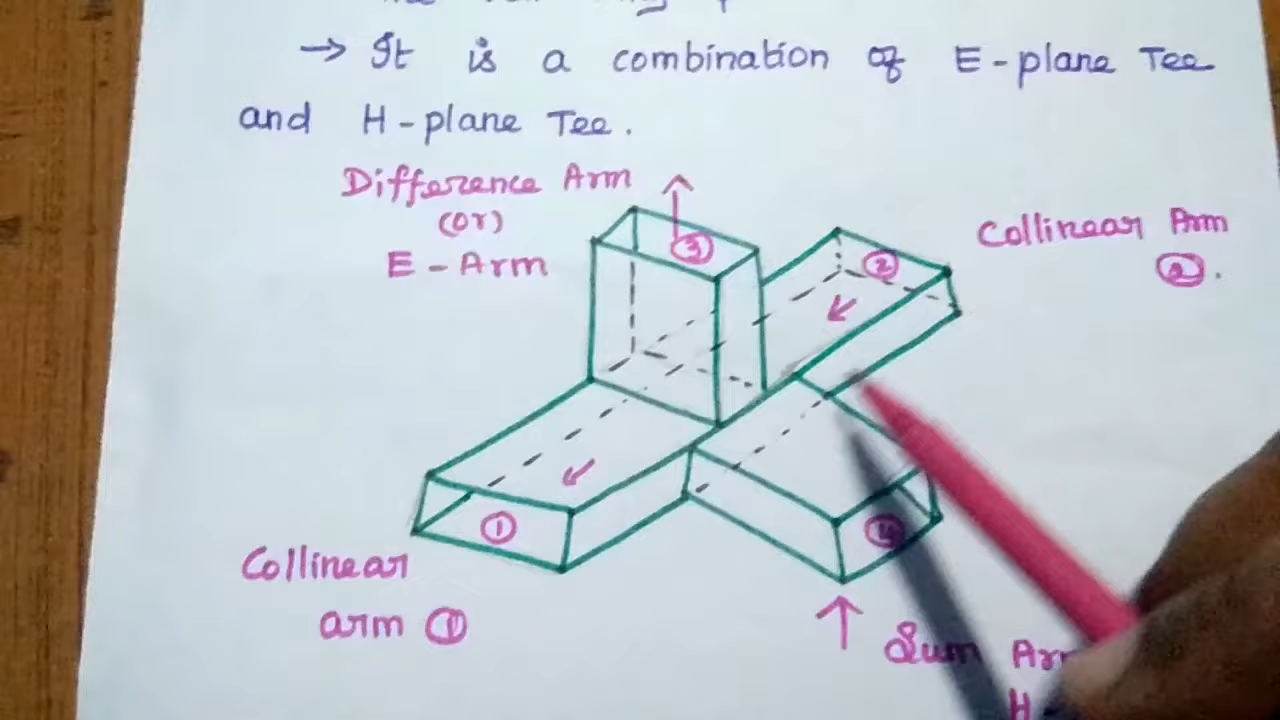 → It is a combination of E-plane Tee
and H-plane Tee.
Difference Arm
(or)
E-Arm
③
②
Collinear Arm
②.
①
Collinear
arm ①
Sum
H